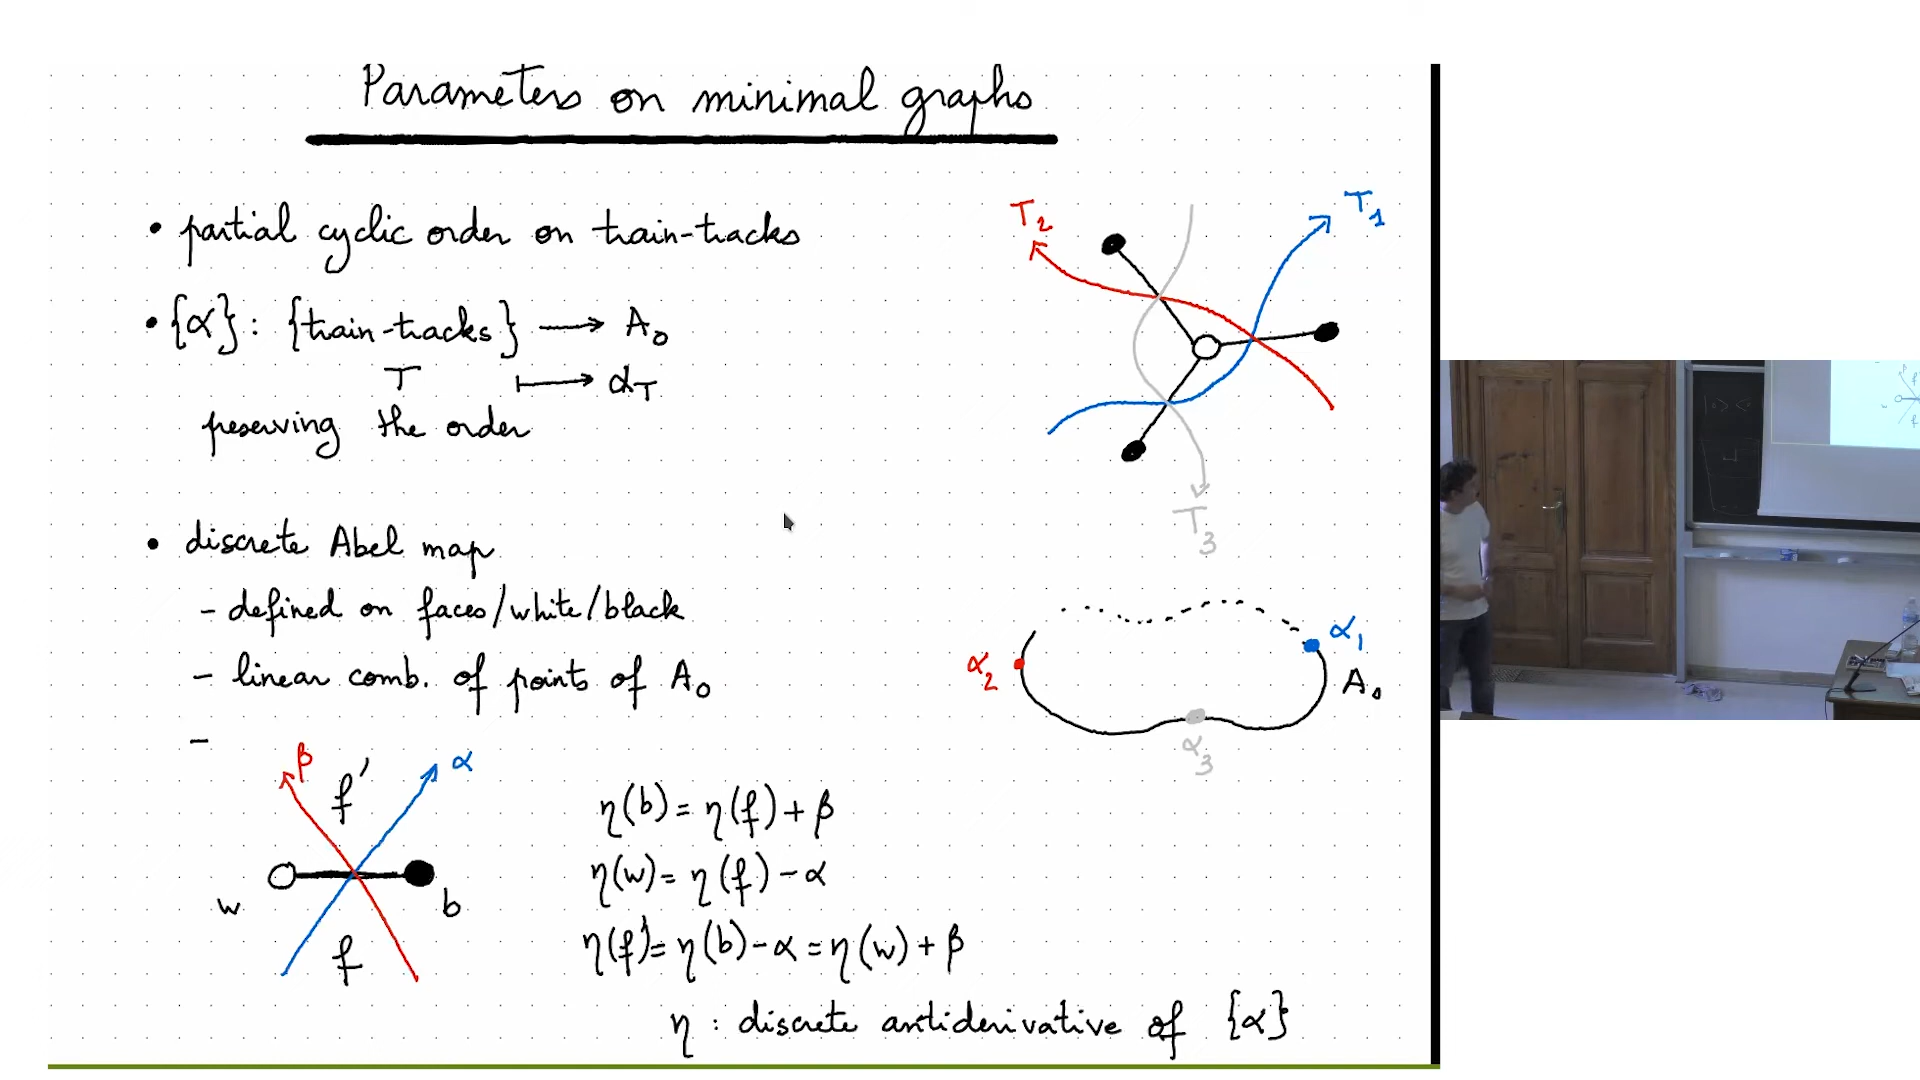 Parameters on minimal graphs
• partial cyclic order on train-tracks
• {α} : {train-tracks} ⟶ A₀
T ⟼ α_T
preserving the order
T₂
T₁
T₃
• discrete Abel map
- defined on faces/white/black
- linear comb. of points of A₀
-
α₂
α₁
A₀
α₃
β
f'
α
w
b
f
η(b) = η(f) + β
η(w) = η(f) - α
η(f') = η(b) - α = η(w) + β
η : discrete antiderivative of {α}